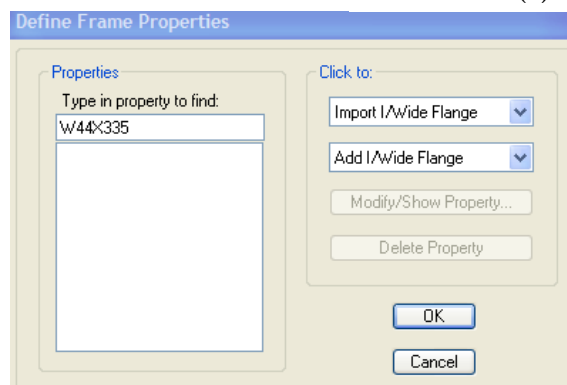 Define Frame Properties
Properties
Type in property to find:
W44X335
Click to:
Import I/Wide Flange
Add I/Wide Flange
Modify/Show Property...
Delete Property
OK
Cancel